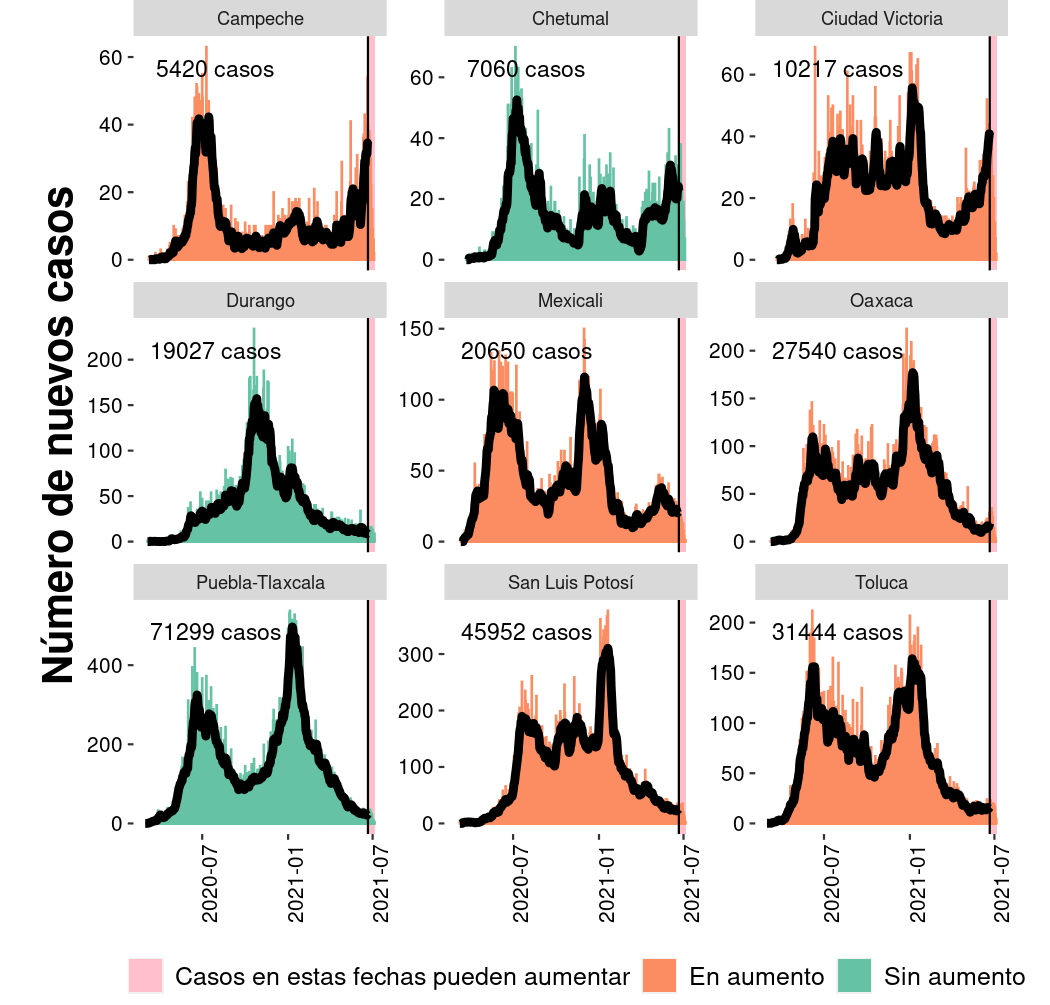 Número de nuevos casos
Campeche
Chetumal
Ciudad Victoria
5420 casos
7060 casos
10217 casos
60
40
20
0
60
40
20
0
60
40
20
0
Durango
Mexicali
Oaxaca
19027 casos
20650 casos
27540 casos
200
150
100
50
0
150
100
50
0
200
150
100
50
0
Puebla-Tlaxcala
San Luis Potosí
Toluca
71299 casos
45952 casos
31444 casos
400
200
0
300
200
100
0
200
150
100
50
0
2020-07
2021-01
2021-07
2020-07
2021-01
2021-07
2020-07
2021-01
2021-07
Casos en estas fechas pueden aumentar
En aumento
Sin aumento